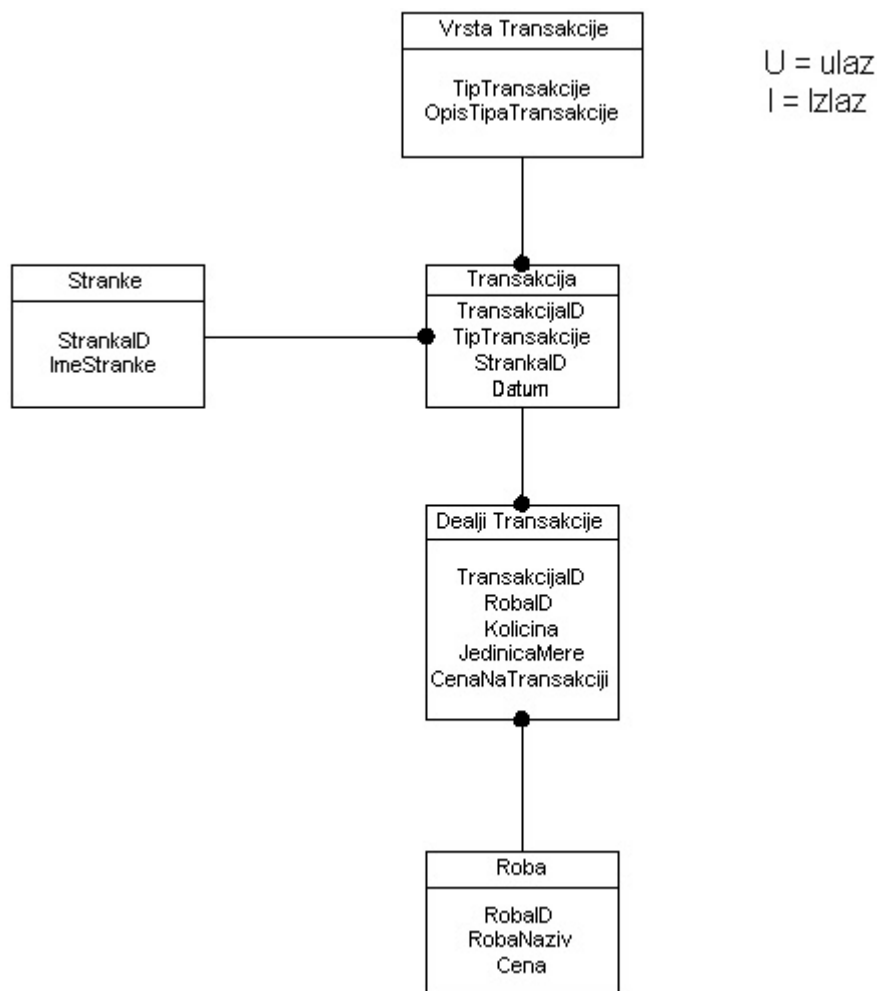 Vrsta Transakcije
TipTransakcije
OpisTipaTransakcije
U = ulaz
I = Izlaz
Stranke
StrankaID
ImeStranke
Transakcija
TransakcijaID
TipTransakcije
StrankaID
Datum
Dealji Transakcije
TransakcijaID
RobaID
Kolicina
JedinicaMere
CenaNaTransakciji
Roba
RobaID
RobaNaziv
Cena